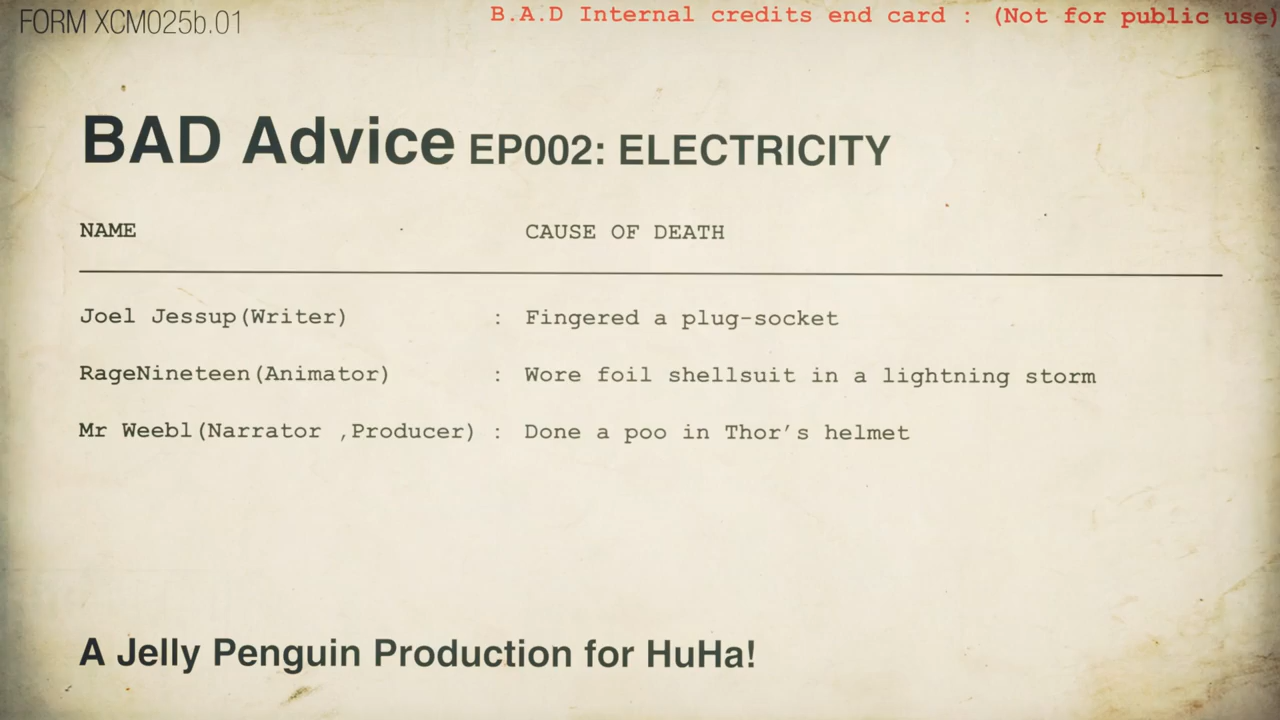 FORM XCM025b.01
B.A.D Internal credits end card : (Not for public use)
BAD Advice EP002: ELECTRICITY
NAME CAUSE OF DEATH
Joel Jessup(Writer) : Fingered a plug-socket
RageNineteen(Animator) : Wore foil shellsuit in a lightning storm
Mr Weebl(Narrator ,Producer) : Done a poo in Thor's helmet
A Jelly Penguin Production for HuHa!